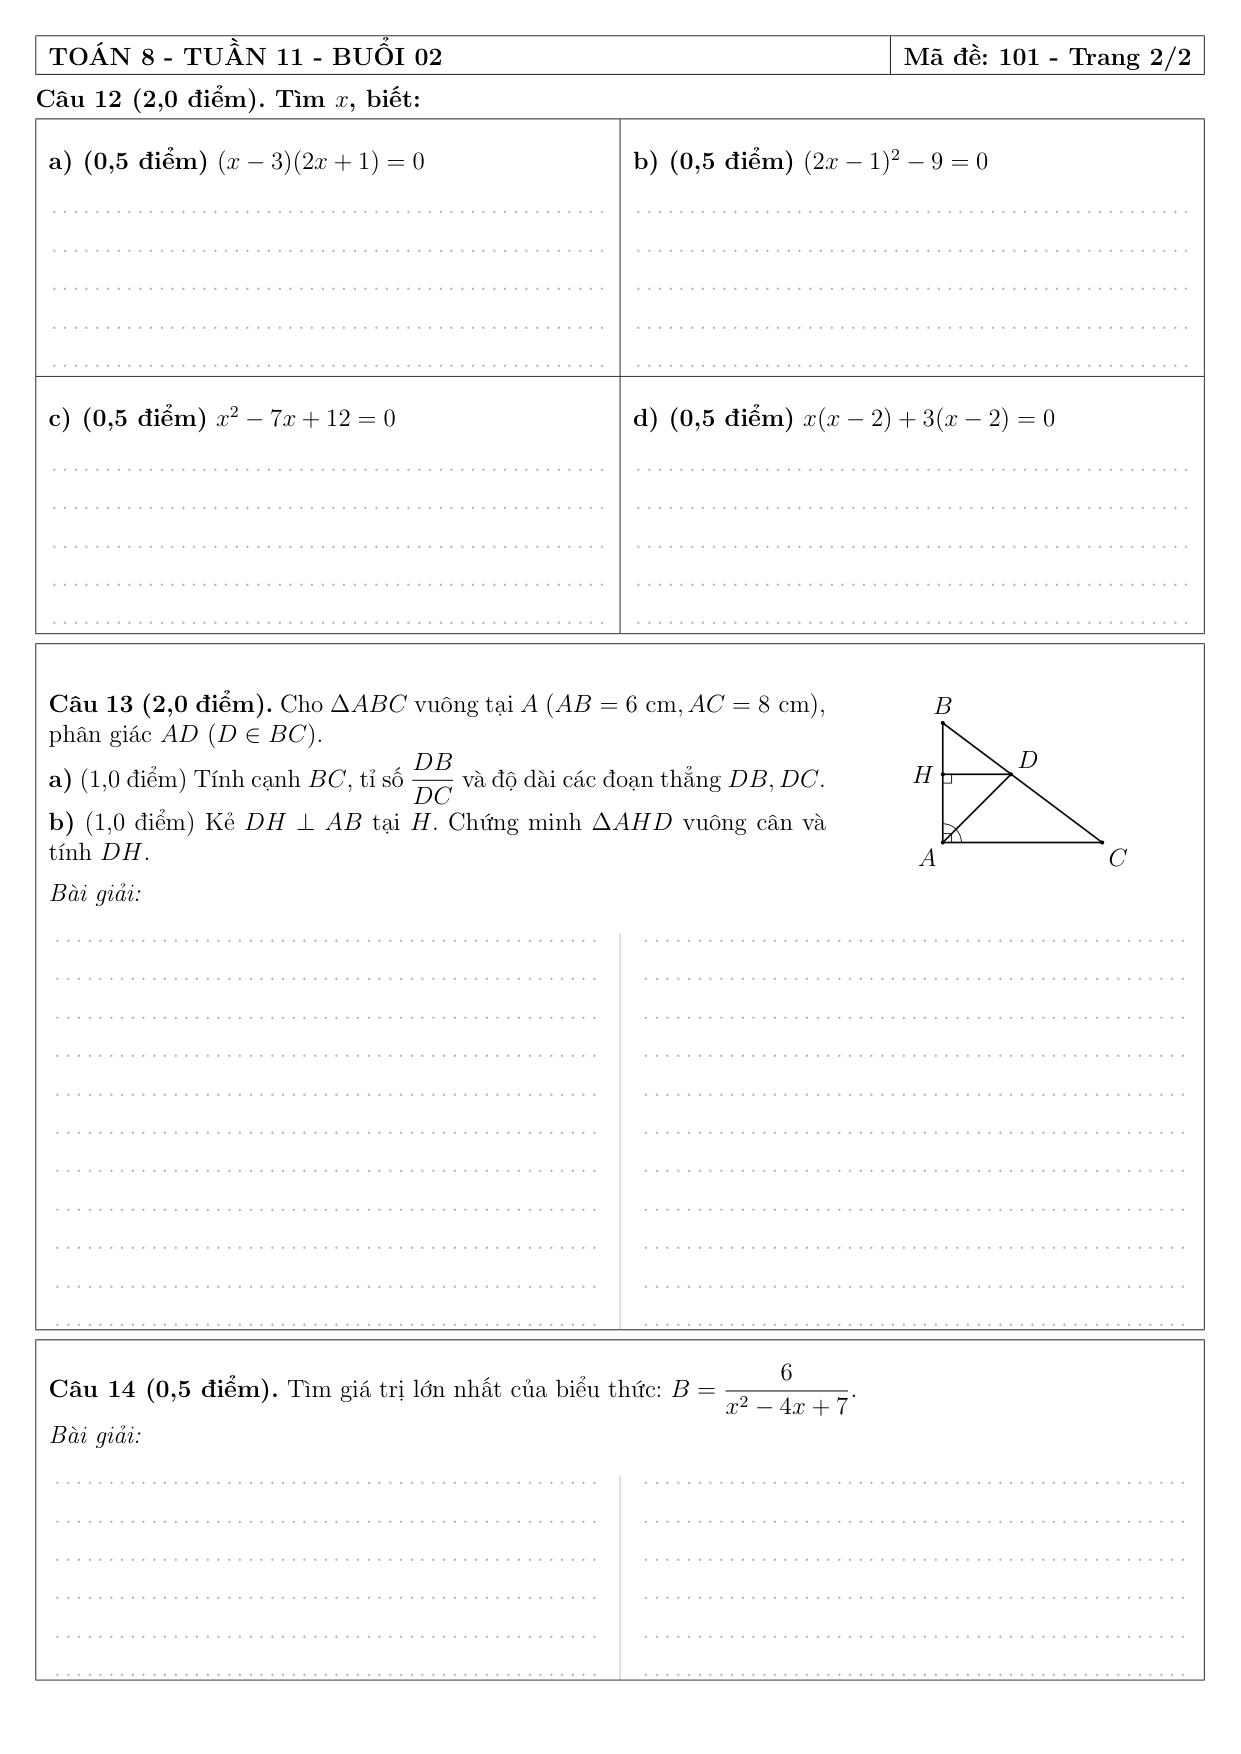 TOÁN 8 - TUẦN 11 - BUỔI 02
Mã đề: 101 - Trang 2/2
Câu 12 (2,0 điểm). Tìm x, biết:
a) (0,5 điểm) (x − 3)(2x + 1) = 0
b) (0,5 điểm) (2x − 1)² − 9 = 0
c) (0,5 điểm) x² − 7x + 12 = 0
d) (0,5 điểm) x(x − 2) + 3(x − 2) = 0
Câu 13 (2,0 điểm). Cho ΔABC vuông tại A (AB = 6 cm, AC = 8 cm),
phân giác AD (D ∈ BC).
a) (1,0 điểm) Tính cạnh BC, tỉ số DB/DC và độ dài các đoạn thẳng DB, DC.
b) (1,0 điểm) Kẻ DH ⊥ AB tại H. Chứng minh ΔAHD vuông cân và
tính DH.
B
D
H
A
C
Bài giải:
Câu 14 (0,5 điểm). Tìm giá trị lớn nhất của biểu thức: B = 6/(x² − 4x + 7).
Bài giải: